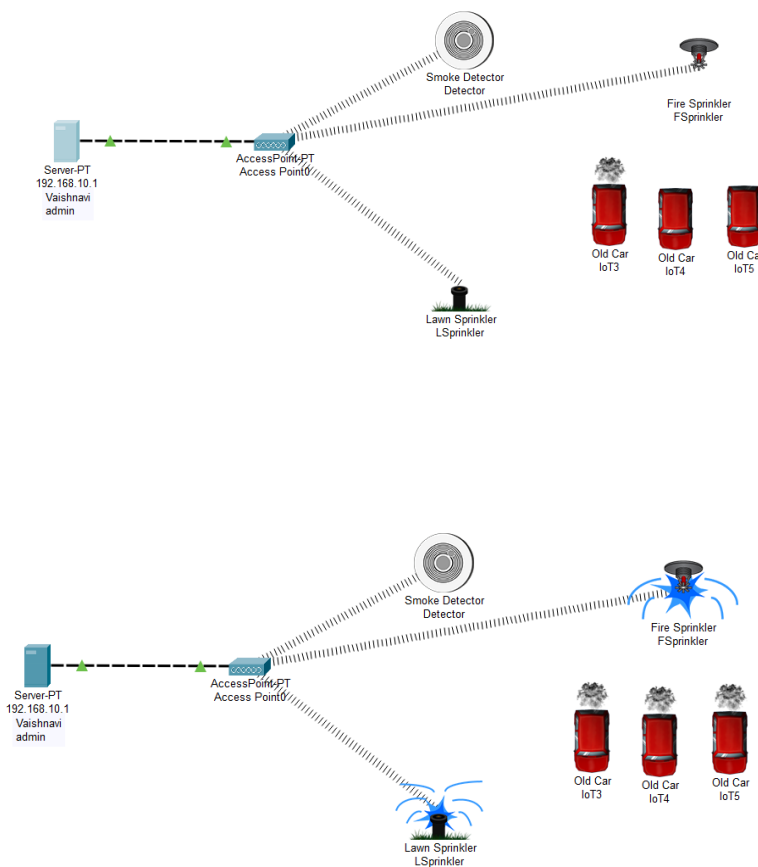 Smoke Detector
Detector
Fire Sprinkler
FSprinkler
Server-PT
192.168.10.1
Vaishnavi
admin
AccessPoint-PT
Access Point0
Old Car
IoT3
Old Car
IoT4
Old Car
IoT5
Lawn Sprinkler
LSprinkler
Smoke Detector
Detector
Fire Sprinkler
FSprinkler
Server-PT
192.168.10.1
Vaishnavi
admin
AccessPoint-PT
Access Point0
Old Car
IoT3
Old Car
IoT4
Old Car
IoT5
Lawn Sprinkler
LSprinkler